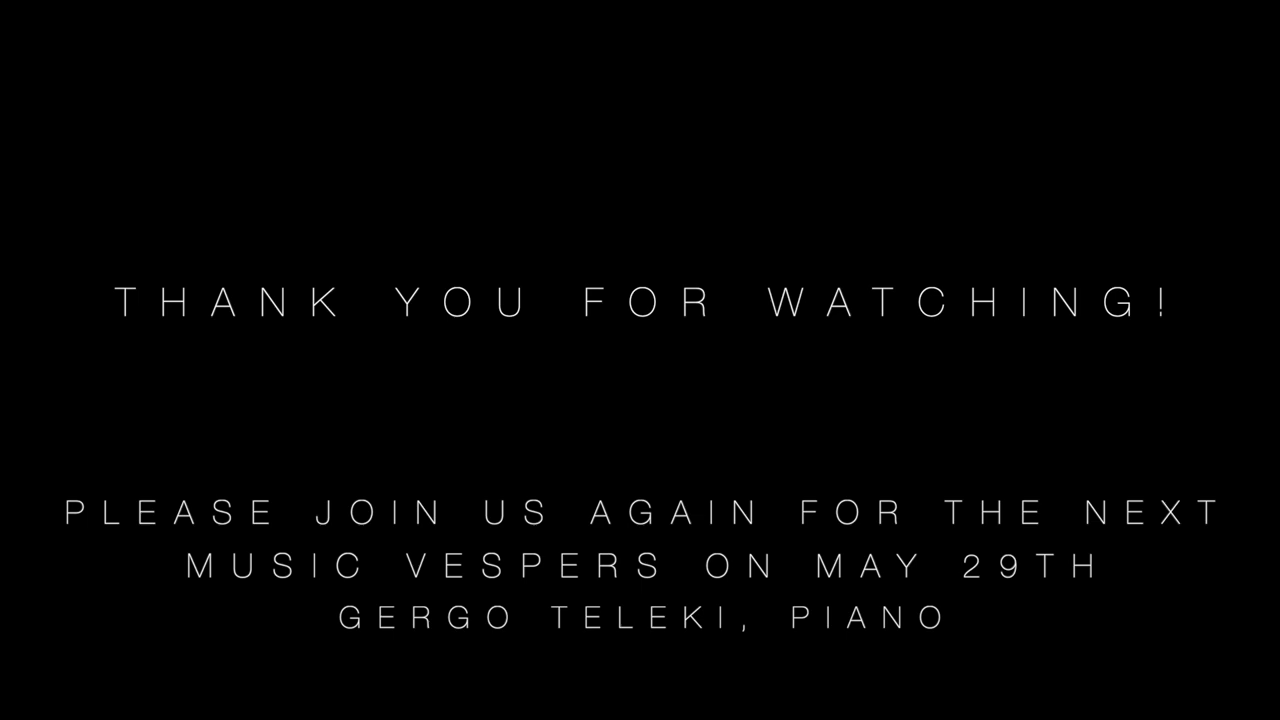 THANK YOU FOR WATCHING!
PLEASE JOIN US AGAIN FOR THE NEXT
MUSIC VESPERS ON MAY 29TH
GERGO TELEKI, PIANO